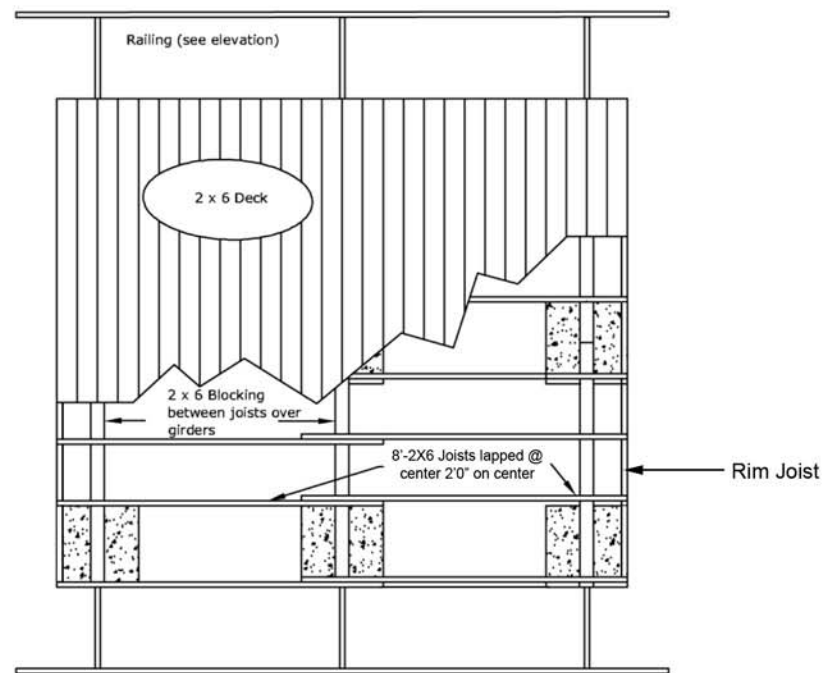 Railing (see elevation)
2 x 6 Deck
2 x 6 Blocking
between joists over
girders
8'-2X6 Joists lapped @
center 2'0" on center
Rim Joist